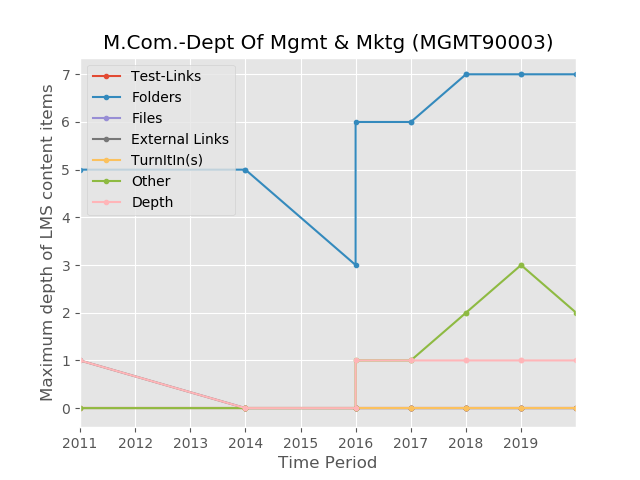 M.Com.-Dept Of Mgmt & Mktg (MGMT90003)
Test-Links
Folders
Files
External Links
TurnItIn(s)
Other
Depth
Maximum depth of LMS content items
7
6
5
4
3
2
1
0
2011 2012 2013 2014 2015 2016 2017 2018 2019
Time Period